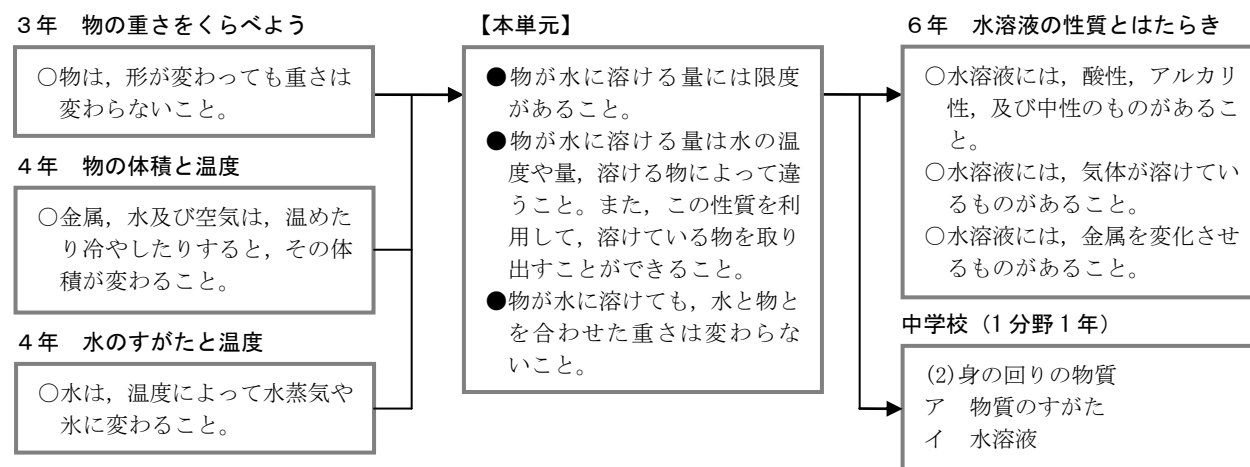 ３年　物の重さをくらべよう
○物は，形が変わっても重さは
変わらないこと。
４年　物の体積と温度
○金属，水及び空気は，温めた
り冷やしたりすると，その体
積が変わること。
４年　水のすがたと温度
○水は，温度によって水蒸気や
氷に変わること。
【本単元】
●物が水に溶ける量には限度
があること。
●物が水に溶ける量は水の温
度や量，溶ける物によって違
うこと。また，この性質を利
用して，溶けている物を取り
出すことができること。
●物が水に溶けても，水と物と
を合わせた重さは変わらな
いこと。
６年　水溶液の性質とはたらき
○水溶液には，酸性，アルカリ
性，及び中性のものがあるこ
と。
○水溶液には，気体が溶けてい
るものがあること。
○水溶液には，金属を変化させ
るものがあること。
中学校（1分野1年）
(2)身の回りの物質
ア　物質のすがた
イ　水溶液